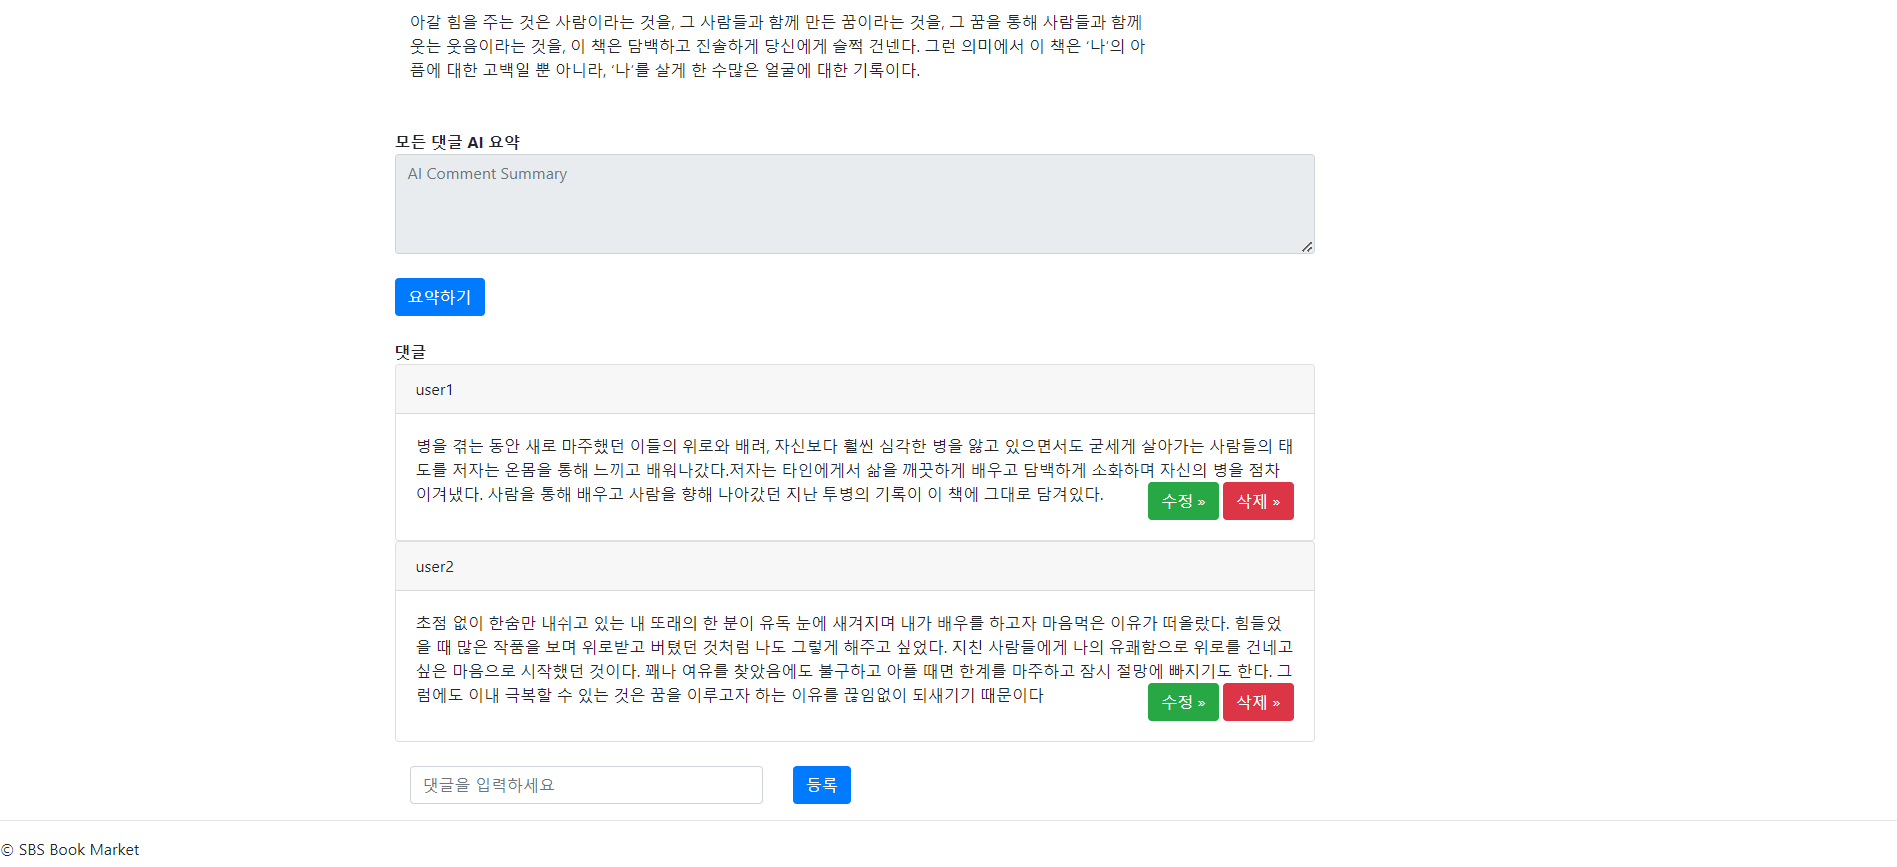 아갈 힘을 주는 것은 사람이라는 것을, 그 사람들과 함께 만든 꿈이라는 것을, 그 꿈을 통해 사람들과 함께
웃는 웃음이라는 것을, 이 책은 담백하고 진솔하게 당신에게 슬쩍 건넨다. 그런 의미에서 이 책은 ‘나’의 아
픔에 대한 고백일 뿐 아니라, ‘나’를 살게 한 수많은 얼굴에 대한 기록이다.
모든 댓글 AI 요약
AI Comment Summary
요약하기
댓글
user1
병을 겪는 동안 새로 마주했던 이들의 위로와 배려, 자신보다 훨씬 심각한 병을 앓고 있으면서도 굳세게 살아가는 사람들의 태
도를 저자는 온몸을 통해 느끼고 배워나갔다.저자는 타인에게서 삶을 깨끗하게 배우고 담백하게 소화하며 자신의 병을 점차
이겨냈다. 사람을 통해 배우고 사람을 향해 나아갔던 지난 투병의 기록이 이 책에 그대로 담겨있다.
수정 » 삭제 »
user2
초점 없이 한숨만 내쉬고 있는 내 또래의 한 분이 유독 눈에 새겨지며 내가 배우를 하고자 마음먹은 이유가 떠올랐다. 힘들었
을 때 많은 작품을 보며 위로받고 버텼던 것처럼 나도 그렇게 해주고 싶었다. 지친 사람들에게 나의 유쾌함으로 위로를 건네고
싶은 마음으로 시작했던 것이다. 꽤나 여유를 찾았음에도 불구하고 아플 때면 한계를 마주하고 잠시 절망에 빠지기도 한다. 그
럼에도 이내 극복할 수 있는 것은 꿈을 이루고자 하는 이유를 끊임없이 되새기기 때문이다
수정 » 삭제 »
댓글을 입력하세요 등록
© SBS Book Market